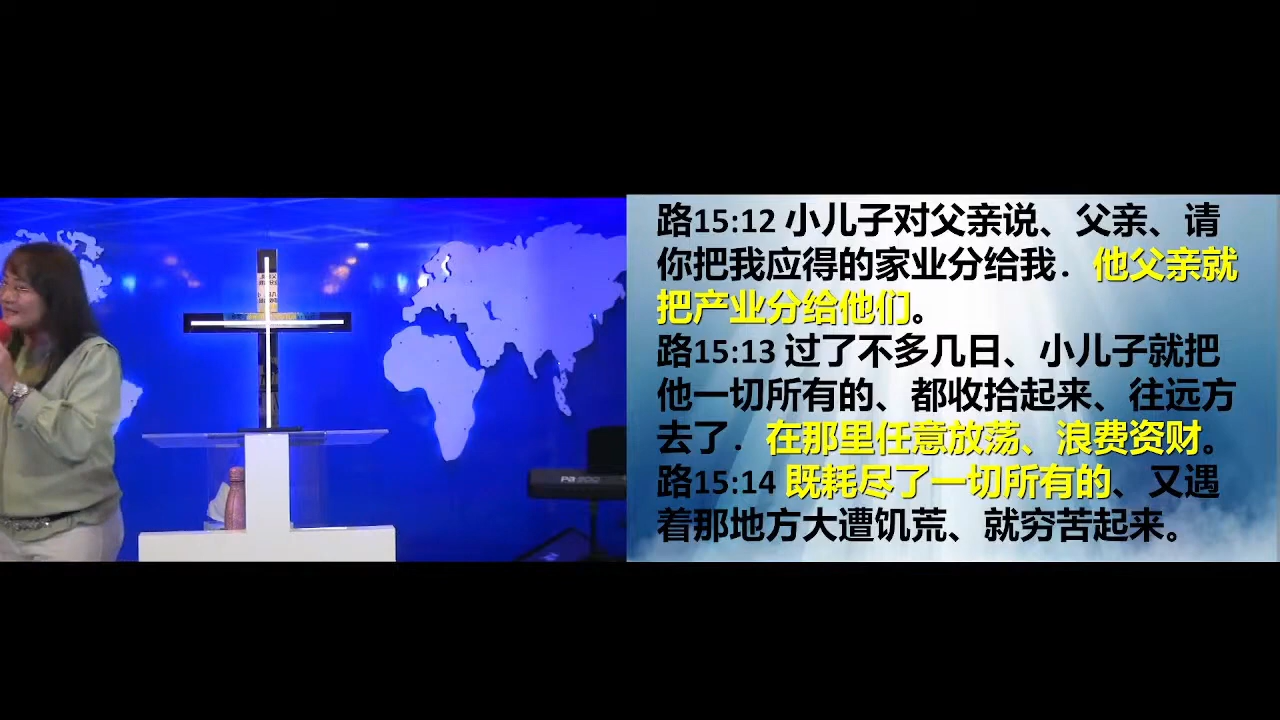 路15:12 小儿子对父亲说、父亲、请
你把我应得的家业分给我．他父亲就
把产业分给他们。
路15:13 过了不多几日、小儿子就把
他一切所有的、都收拾起来、往远方
去了．在那里任意放荡、浪费资财。
路15:14 既耗尽了一切所有的、又遇
着那地方大遭饥荒、就穷苦起来。